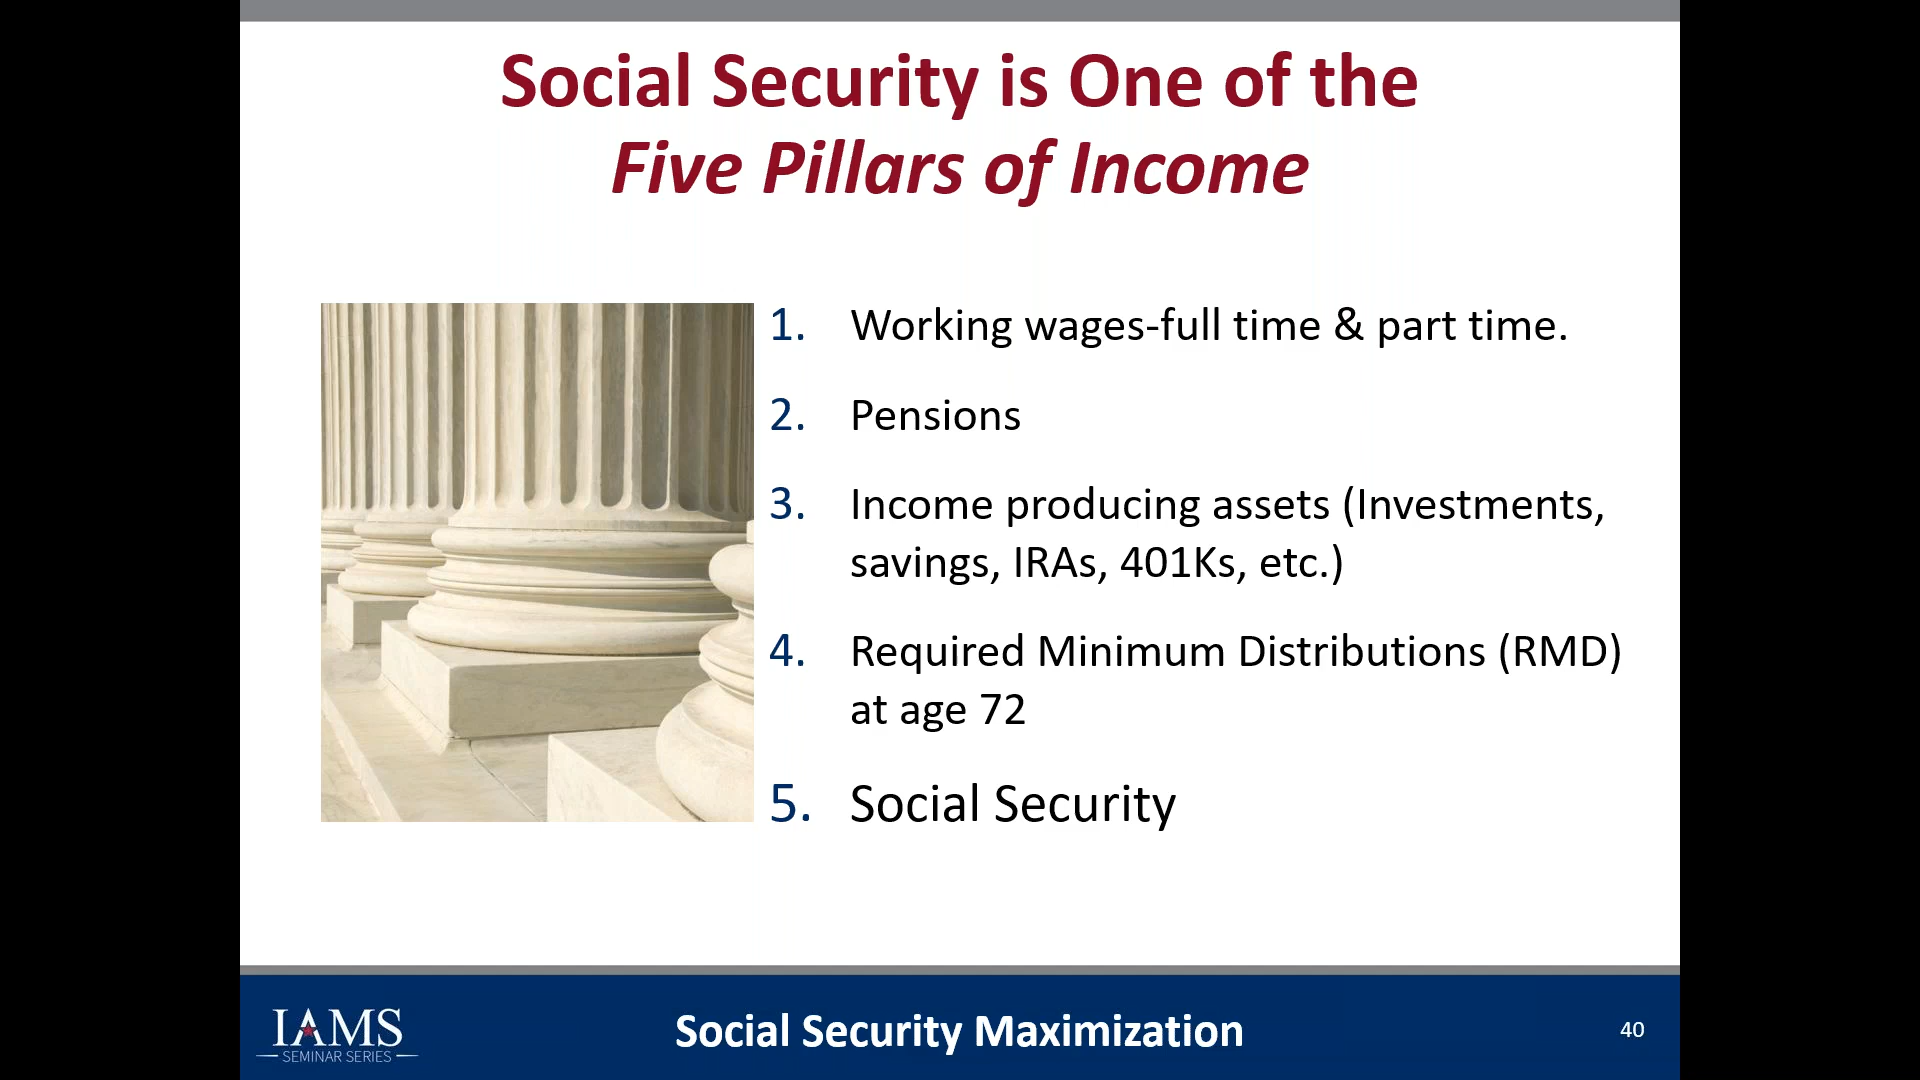 Social Security is One of the
Five Pillars of Income
1. Working wages-full time & part time.
2. Pensions
3. Income producing assets (Investments,
savings, IRAs, 401Ks, etc.)
4. Required Minimum Distributions (RMD)
at age 72
5. Social Security
IAMS
SEMINAR SERIES
Social Security Maximization
40